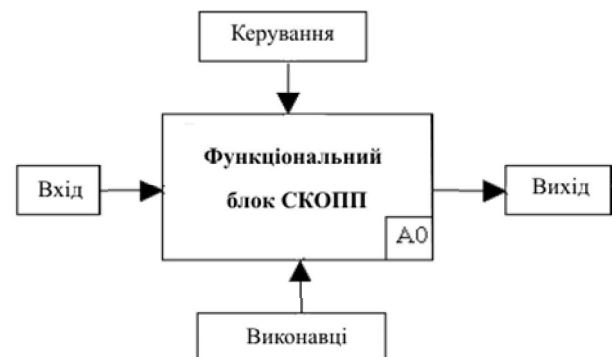 Керування
Функціональний
блок СКОПП
Вхід
Вихід
A0
Виконавці